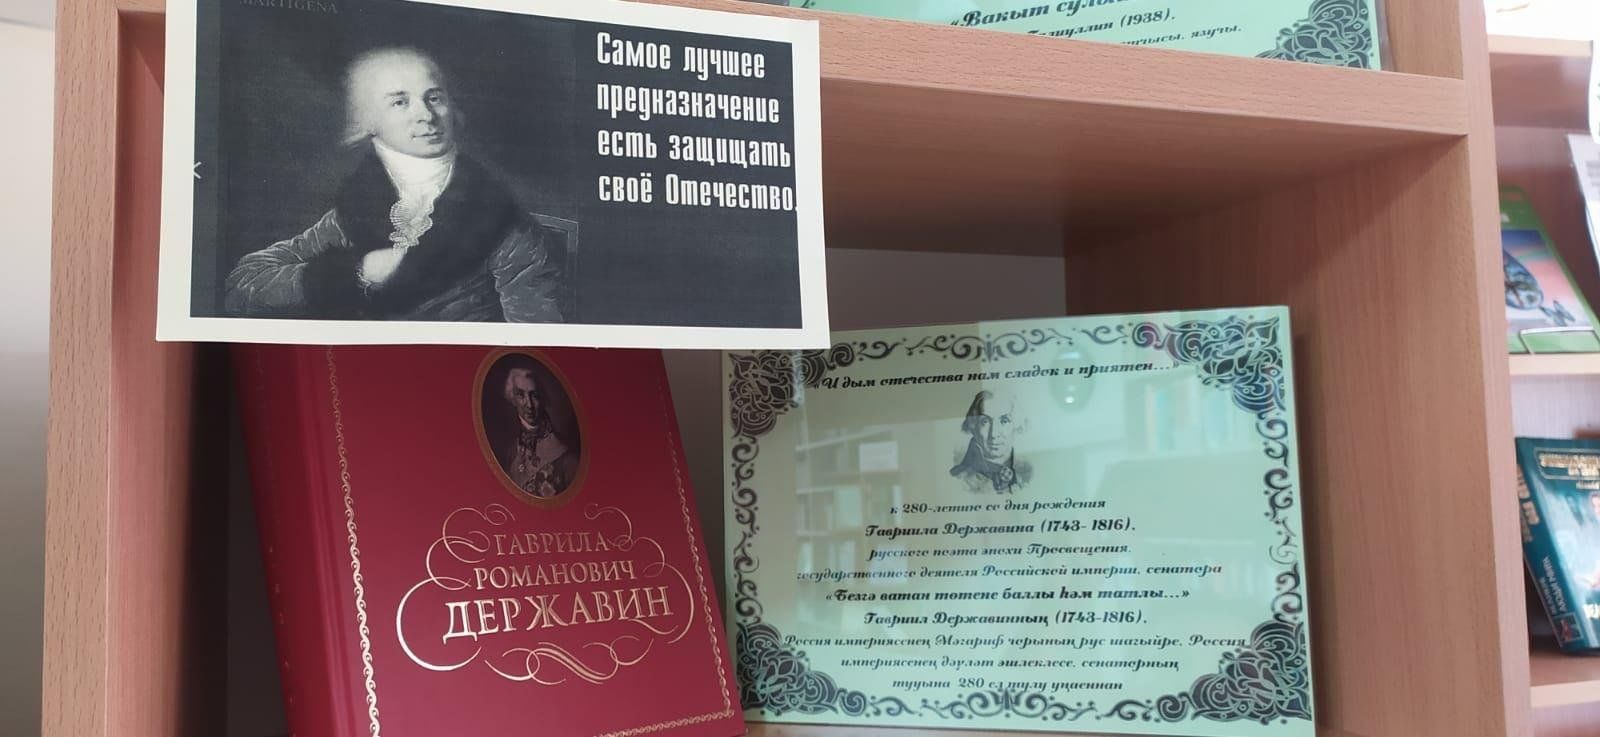 MARTIGENA
Самое лучшее
предназначение
есть защищать
своё Отечество.
«Вакыт сулы
(1938).
язучы.
ГАВРИЛА
РОМАНОВИЧ
ДЕРЖАВИН
«И дым отечества нам сладок и приятен...»
к 280-летию со дня рождения
Гавриила Державина (1743- 1816),
русского поэта эпохи Просвещения,
государственного деятеля Российской империи, сенатора
«Безгә ватан төтене баллы һәм татлы...»
Гавриил Державинның (1743-1816),
Россия империясенең Мәгариф чорының рус шагыйре, Россия
империясенең дәүләт эшлеклесе, сенаторның
тууына 280 ел тулу уңаеннан